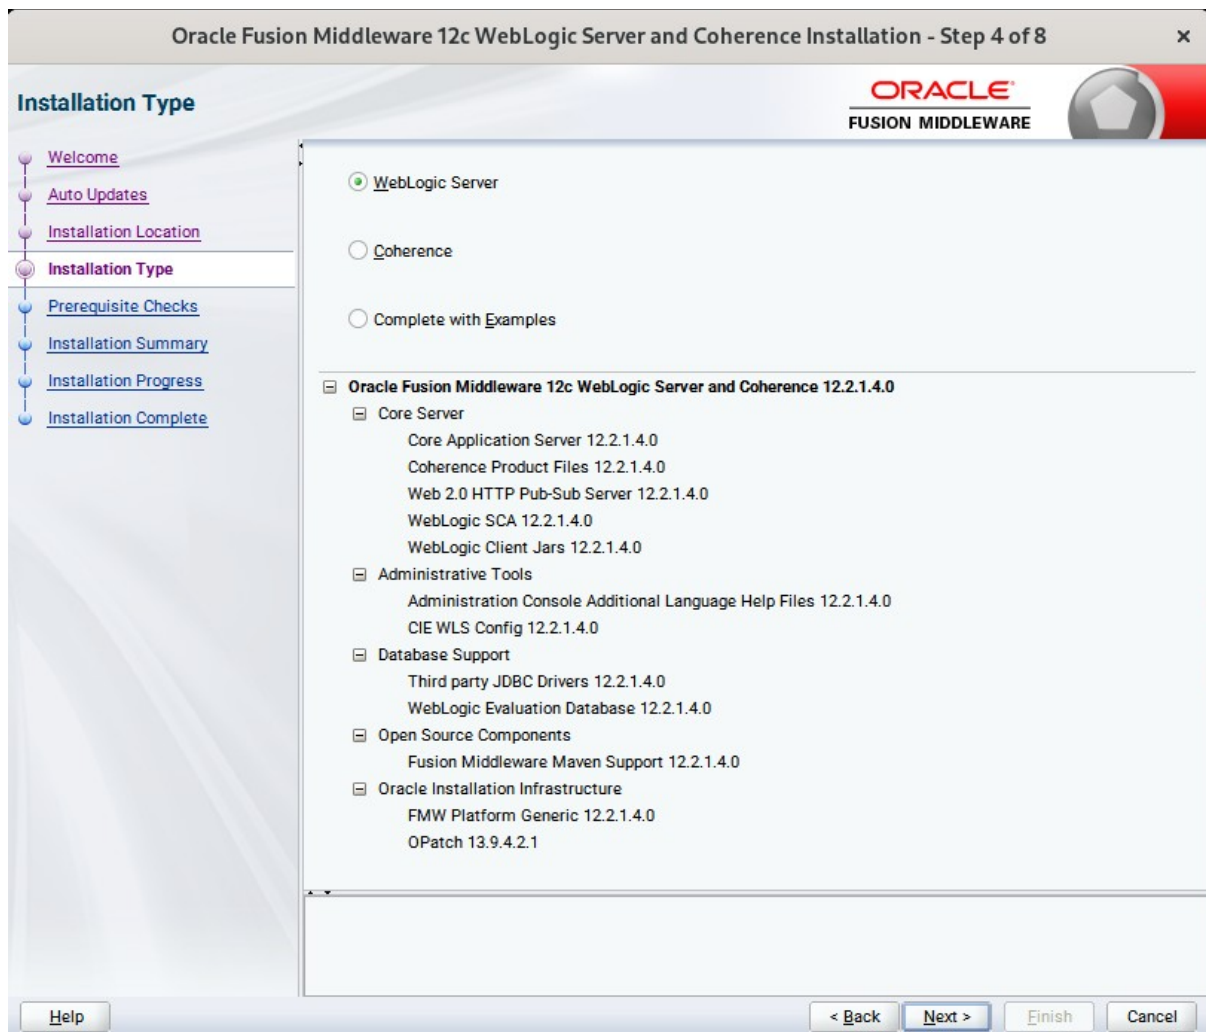 Oracle Fusion Middleware 12c WebLogic Server and Coherence Installation - Step 4 of 8
Installation Type
ORACLE
FUSION MIDDLEWARE
Welcome
Auto Updates
Installation Location
Installation Type
Prerequisite Checks
Installation Summary
Installation Progress
Installation Complete
WebLogic Server
Coherence
Complete with Examples
Oracle Fusion Middleware 12c WebLogic Server and Coherence 12.2.1.4.0
Core Server
Core Application Server 12.2.1.4.0
Coherence Product Files 12.2.1.4.0
Web 2.0 HTTP Pub-Sub Server 12.2.1.4.0
WebLogic SCA 12.2.1.4.0
WebLogic Client Jars 12.2.1.4.0
Administrative Tools
Administration Console Additional Language Help Files 12.2.1.4.0
CIE WLS Config 12.2.1.4.0
Database Support
Third party JDBC Drivers 12.2.1.4.0
WebLogic Evaluation Database 12.2.1.4.0
Open Source Components
Fusion Middleware Maven Support 12.2.1.4.0
Oracle Installation Infrastructure
FMW Platform Generic 12.2.1.4.0
OPatch 13.9.4.2.1
Help
< Back
Next >
Finish
Cancel